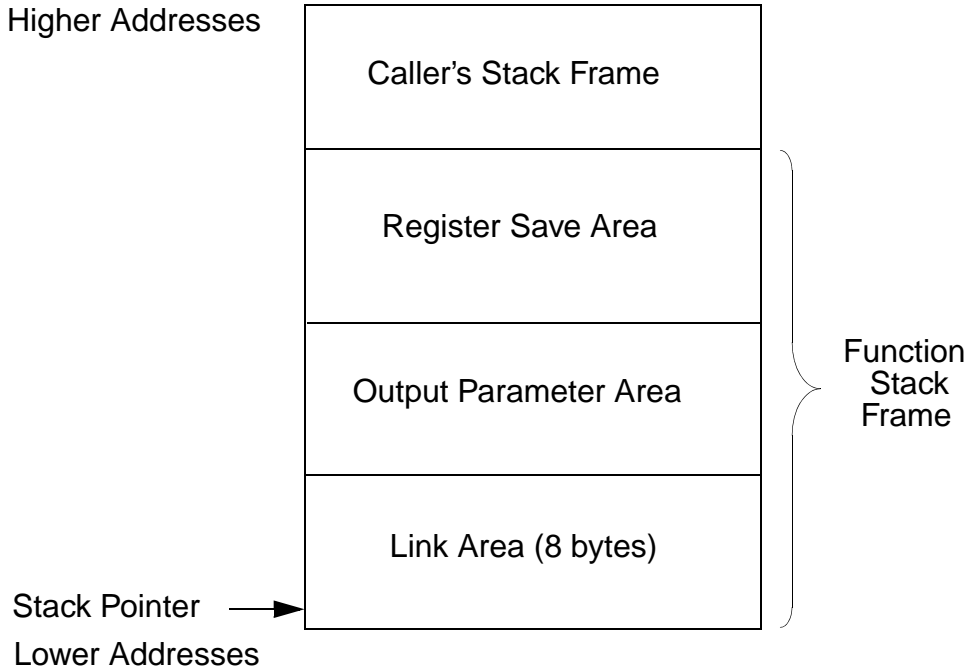 Higher Addresses
Caller's Stack Frame
Register Save Area
Output Parameter Area
Function
Stack
Frame
Link Area (8 bytes)
Stack Pointer
Lower Addresses